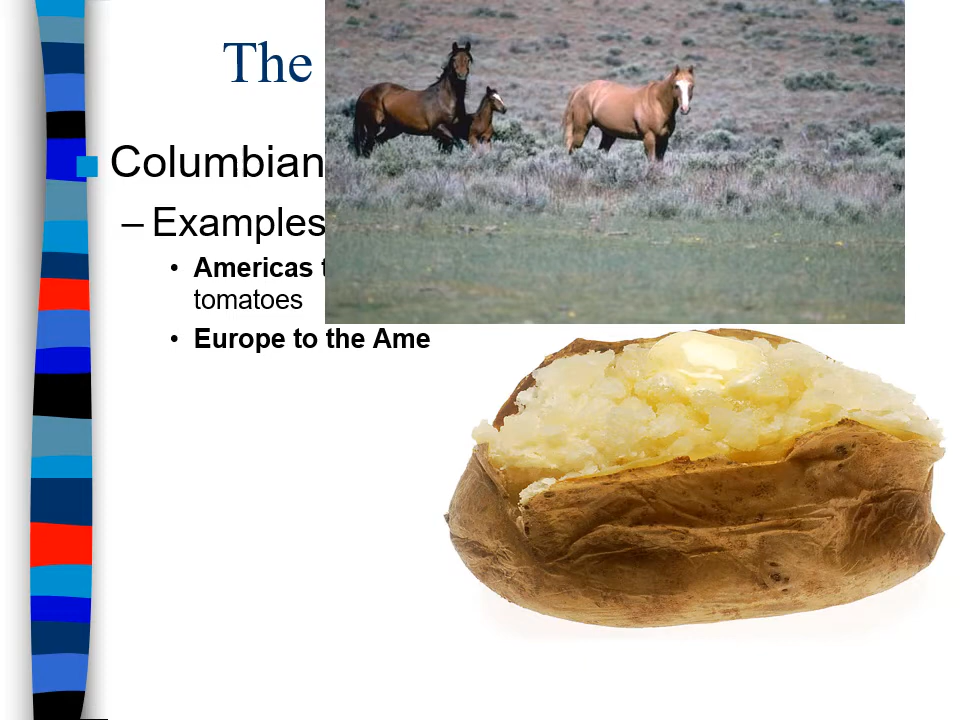 The
Columbian
– Examples
• Americas
tomatoes
• Europe to the Ame